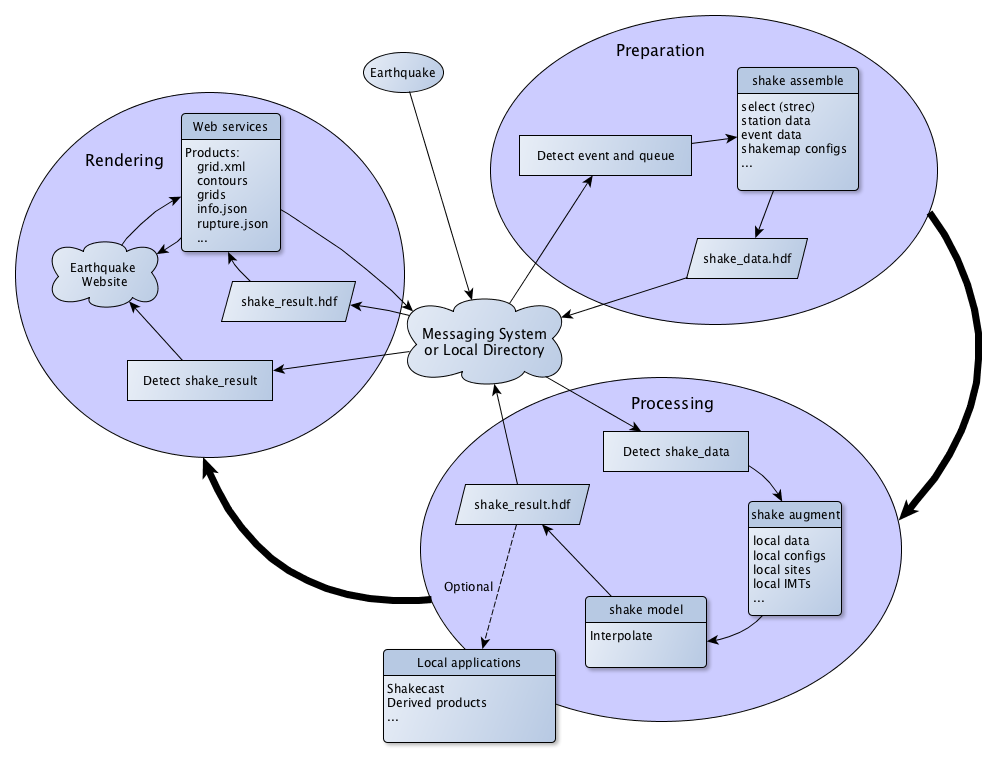 Earthquake
Preparation
shake assemble
select (strec)
station data
event data
shakemap configs
...
Detect event and queue
shake_data.hdf
Rendering
Web services
Products:
grid.xml
contours
grids
info.json
rupture.json
...
Earthquake
Website
shake_result.hdf
Detect shake_result
Messaging System
or Local Directory
Processing
Detect shake_data
shake augment
local data
local configs
local sites
local IMTs
...
shake_result.hdf
Optional
shake model
Interpolate
Local applications
Shakecast
Derived products
...